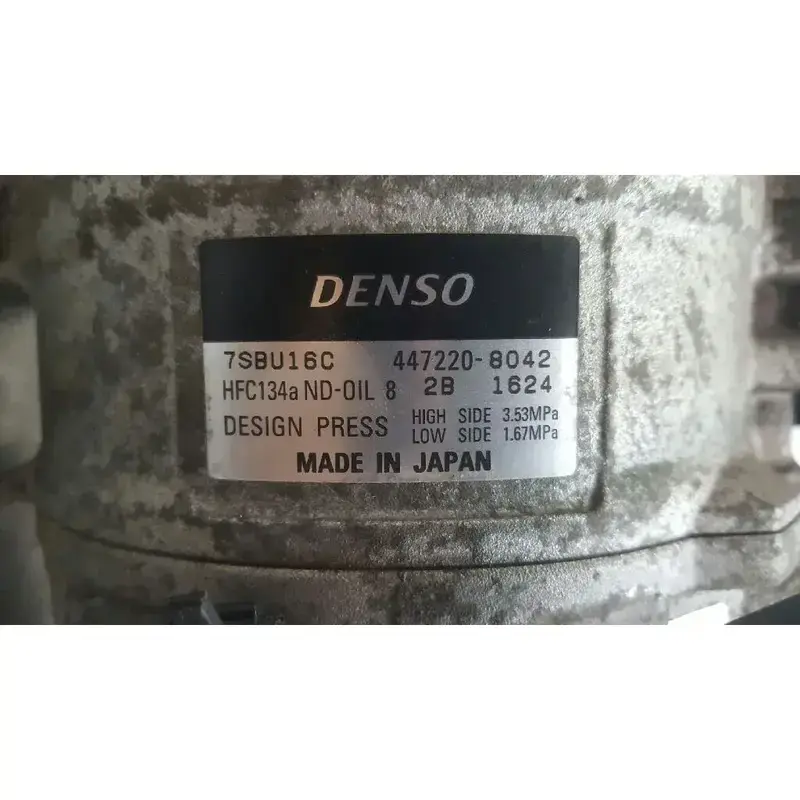 DENSO
7SBU16C 447220-8042
HFC134a ND-OIL 8 2B 1624
DESIGN PRESS HIGH SIDE 3.53MPa
LOW SIDE 1.67MPa
MADE IN JAPAN